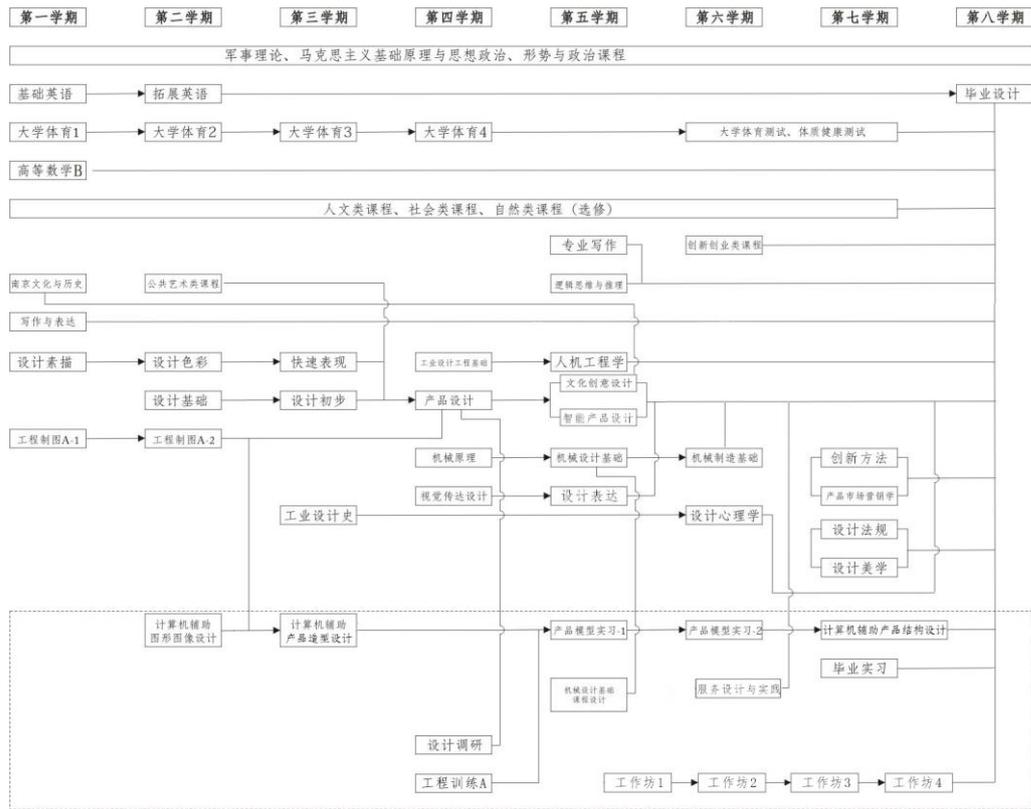 第一学期 第二学期 第三学期 第四学期 第五学期 第六学期 第七学期 第八学期
军事理论、马克思主义基础原理与思想政治、形势与政治课程
基础英语 拓展英语 毕业设计
大学体育1 大学体育2 大学体育3 大学体育4 大学体育测试、体质健康测试
高等数学B
人文类课程、社会类课程、自然类课程（选修）
专业写作 创新创业类课程
南京文化与历史 公共艺术类课程 逻辑思维与推理
写作与表达
设计素描 设计色彩 快速表现 工业设计工程基础 人机工程学
文化创意设计
设计基础 设计初步 产品设计
智能产品设计
工程制图A-1 工程制图A-2
机械原理 机械设计基础 机械制造基础 创新方法
视觉传达设计 设计表达 产品市场营销学
工业设计史 设计心理学
设计法规
设计美学
计算机辅助 计算机辅助
图形图像设计 产品造型设计 产品模型实习-1 产品模型实习-2 计算机辅助产品结构设计
毕业实习
机械设计基础 服务设计与实践
课程设计
设计调研
工程训练A 工作坊1 工作坊2 工作坊3 工作坊4